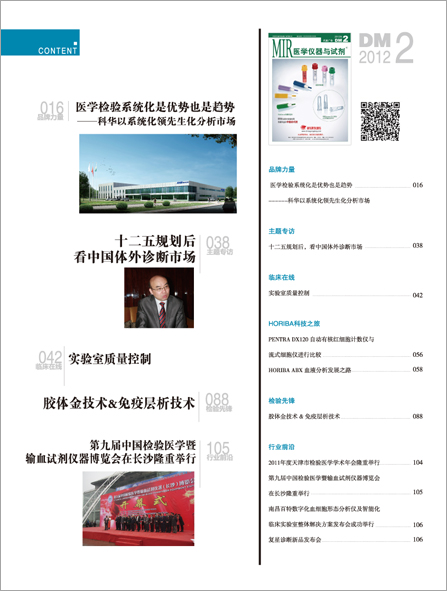 CONTENT
016
品牌力量
医学检验系统化是优势也是趋势
——科华以系统化领先生化分析市场
十二五规划后
看中国体外诊断市场
038
主题专访
042
临床在线
实验室质量控制
胶体金技术&免疫层析技术
088
检验先锋
第九届中国检验医学暨
输血试剂仪器博览会在长沙隆重举行
105
行业前沿
开幕式
MIR 医学仪器与试剂
DM 2
DM
2012
2
品牌力量
医学检验系统化是优势也是趋势 016
------科华以系统化领先生化分析市场
主题专访
十二五规划后，看中国体外诊断市场 038
临床在线
实验室质量控制 042
HORIBA科技之旅
PENTRA DX120 自动有核红细胞计数仪与
流式细胞仪进行比较 056
HORIBA ABX 血液分析发展之路 058
检验先锋
胶体金技术 & 免疫层析技术 088
行业前沿
2011年度天津市检验医学学术年会隆重举行 104
第九届中国检验医学暨输血试剂仪器博览会
在长沙隆重举行 105
南昌百特数字化血细胞形态分析仪及智能化
临床实验室整体解决方案发布会成功举行 106
复星诊断新品发布会 106